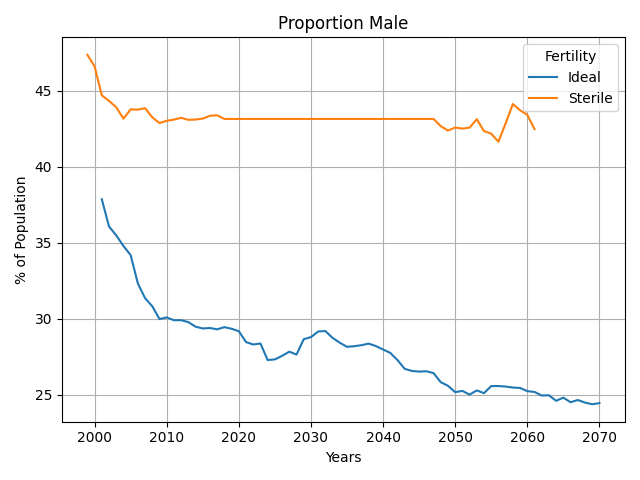 Proportion Male
Fertility
Ideal
Sterile
% of Population
45
40
35
30
25
2000 2010 2020 2030 2040 2050 2060 2070
Years